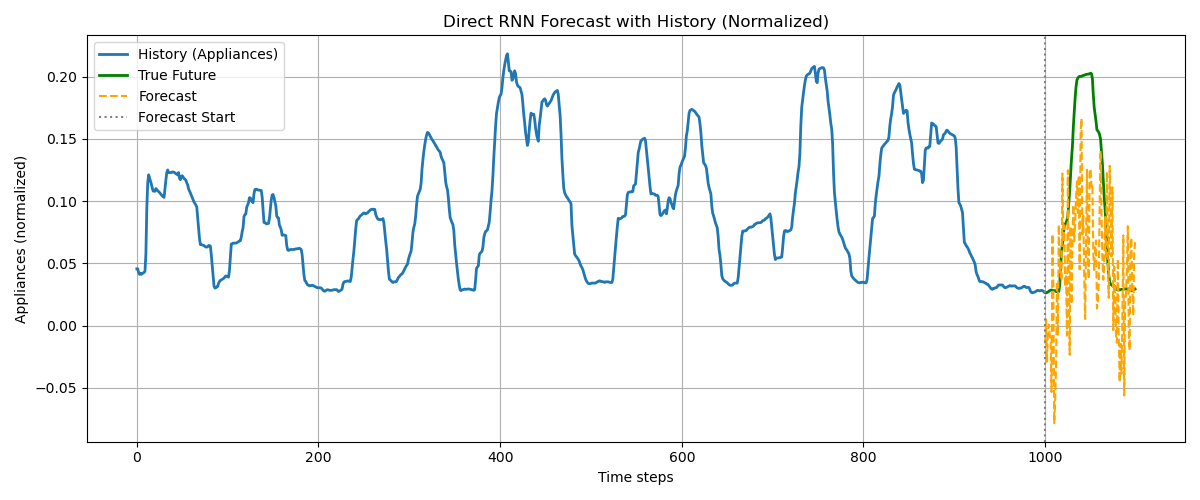 Direct RNN Forecast with History (Normalized)
History (Appliances)
True Future
Forecast
Forecast Start
Appliances (normalized)
0.20
0.15
0.10
0.05
0.00
−0.05
0 200 400 600 800 1000
Time steps